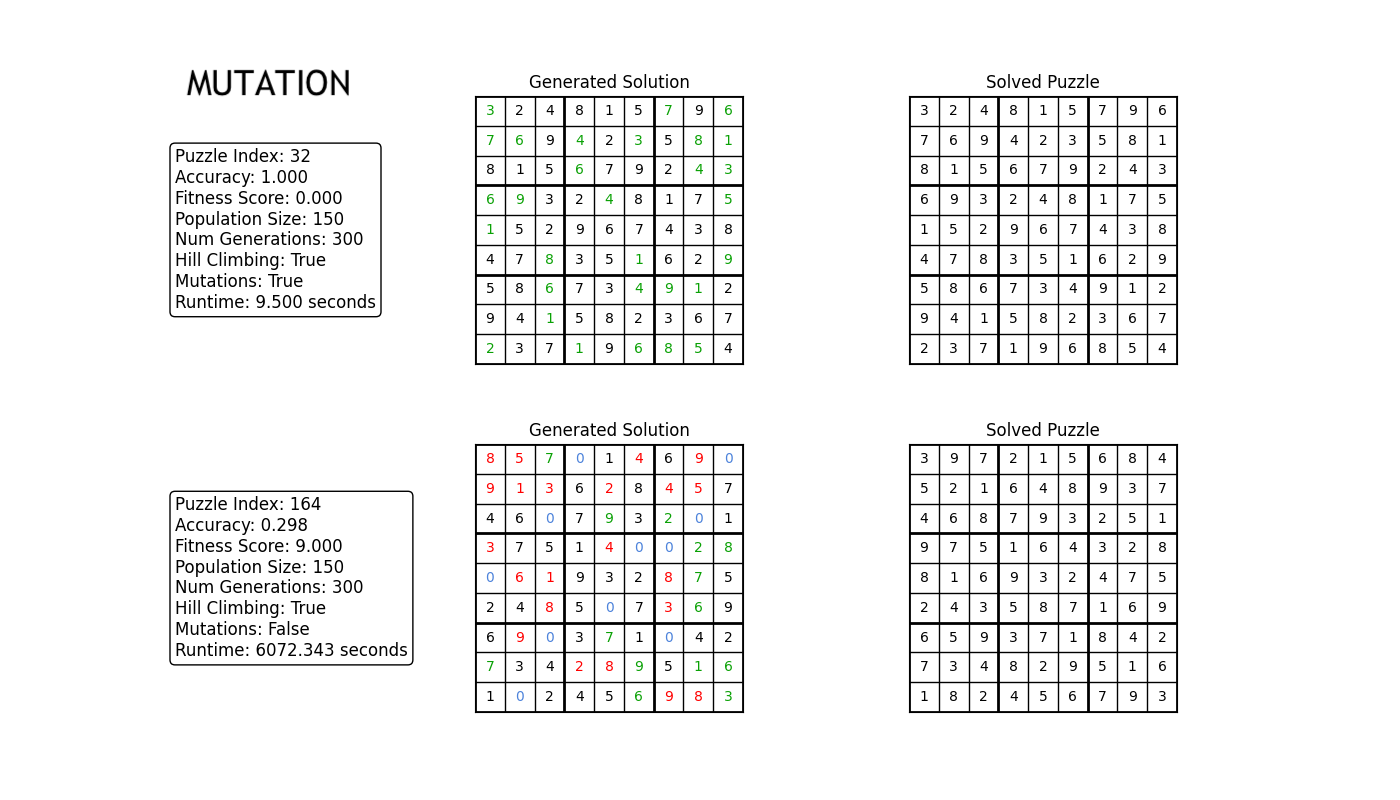 MUTATION
Puzzle Index: 32
Accuracy: 1.000
Fitness Score: 0.000
Population Size: 150
Num Generations: 300
Hill Climbing: True
Mutations: True
Runtime: 9.500 seconds
Generated Solution
3 2 4 8 1 5 7 9 6
7 6 9 4 2 3 5 8 1
8 1 5 6 7 9 2 4 3
6 9 3 2 4 8 1 7 5
1 5 2 9 6 7 4 3 8
4 7 8 3 5 1 6 2 9
5 8 6 7 3 4 9 1 2
9 4 1 5 8 2 3 6 7
2 3 7 1 9 6 8 5 4
Solved Puzzle
3 2 4 8 1 5 7 9 6
7 6 9 4 2 3 5 8 1
8 1 5 6 7 9 2 4 3
6 9 3 2 4 8 1 7 5
1 5 2 9 6 7 4 3 8
4 7 8 3 5 1 6 2 9
5 8 6 7 3 4 9 1 2
9 4 1 5 8 2 3 6 7
2 3 7 1 9 6 8 5 4
Puzzle Index: 164
Accuracy: 0.298
Fitness Score: 9.000
Population Size: 150
Num Generations: 300
Hill Climbing: True
Mutations: False
Runtime: 6072.343 seconds
Generated Solution
8 5 7 0 1 4 6 9 0
9 1 3 6 2 8 4 5 7
4 6 0 7 9 3 2 0 1
3 7 5 1 4 0 0 2 8
0 6 1 9 3 2 8 7 5
2 4 8 5 0 7 3 6 9
6 9 0 3 7 1 0 4 2
7 3 4 2 8 9 5 1 6
1 0 2 4 5 6 9 8 3
Solved Puzzle
3 9 7 2 1 5 6 8 4
5 2 1 6 4 8 9 3 7
4 6 8 7 9 3 2 5 1
9 7 5 1 6 4 3 2 8
8 1 6 9 3 2 4 7 5
2 4 3 5 8 7 1 6 9
6 5 9 3 7 1 8 4 2
7 3 4 8 2 9 5 1 6
1 8 2 4 5 6 7 9 3